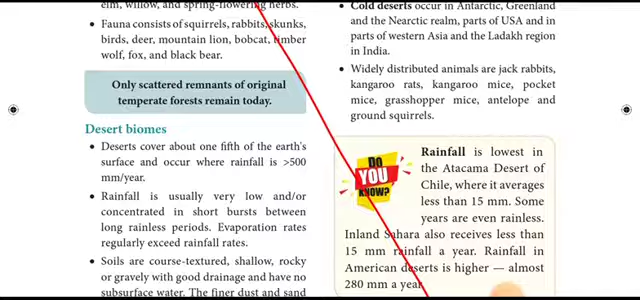 elm, willow, and spring-flowering herbs.
• Fauna consists of squirrels, rabbits, skunks,
birds, deer, mountain lion, bobcat, timber
wolf, fox, and black bear.
Only scattered remnants of original
temperate forests remain today.
Desert biomes
• Deserts cover about one fifth of the earth's
surface and occur where rainfall is >500
mm/year.
• Rainfall is usually very low and/or
concentrated in short bursts between
long rainless periods. Evaporation rates
regularly exceed rainfall rates.
• Soils are course-textured, shallow, rocky
or gravely with good drainage and have no
subsurface water. The finer dust and sand
• Cold deserts occur in Antarctic, Greenland
and the Nearctic realm, parts of USA and in
parts of western Asia and the Ladakh region
in India.
• Widely distributed animals are jack rabbits,
kangaroo rats, kangaroo mice, pocket
mice, grasshopper mice, antelope and
ground squirrels.
DO
YOU
KNOW?
Rainfall is lowest in
the Atacama Desert of
Chile, where it averages
less than 15 mm. Some
years are even rainless.
Inland Sahara also receives less than
15 mm rainfall a year. Rainfall in
American deserts is higher — almost
280 mm a year.